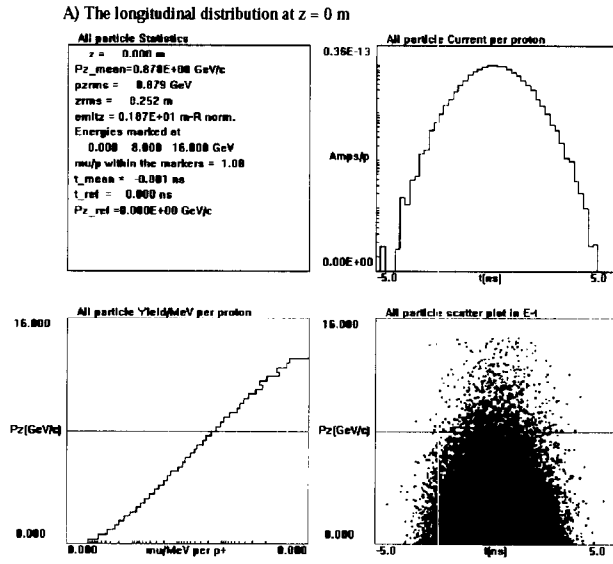 A) The longitudinal distribution at z = 0 m
All particle Statistics
z = 0.000 m
Pz_mean=0.878E+00 GeV/c
pzrms = 0.879 GeV
zrms = 0.252 m
emitz = 0.187E+01 m-R norm.
Energies marked at
0.000 8.000 16.000 GeV
mu/p within the markers = 1.00
t_mean = -0.001 ns
t_ref = 0.000 ns
Pz_ref =0.000E+00 GeV/c
All particle Current per proton
0.36E-13
Amps/p
0.00E+00
-5.0 t[ns] 5.0
All particle Yield/MeV per proton
16.000
Pz[GeV/c]
0.000
0.000 mu/MeV per p+ 0.000
All particle scatter plot in E-t
16.000
Pz[GeV/c]
0.000
-5.0 t[ns] 5.0